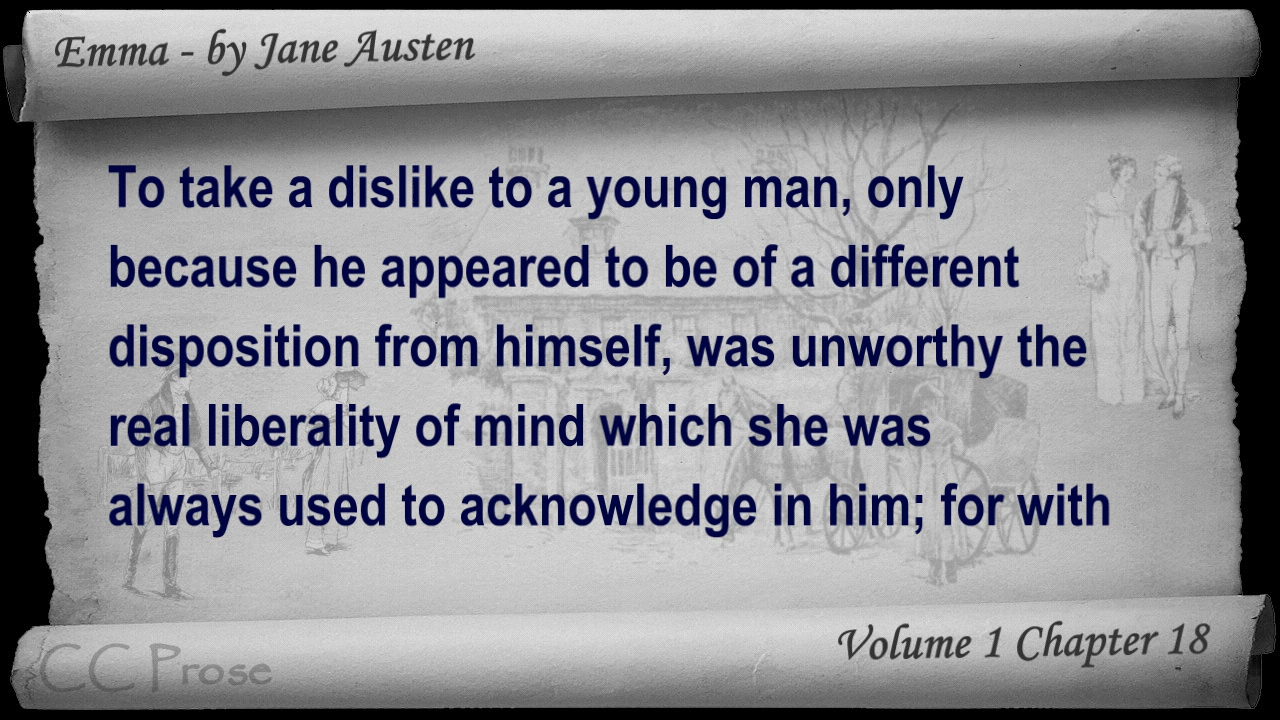 Emma - by Jane Austen
To take a dislike to a young man, only
because he appeared to be of a different
disposition from himself, was unworthy the
real liberality of mind which she was
always used to acknowledge in him; for with
Volume 1 Chapter 18
CC Prose